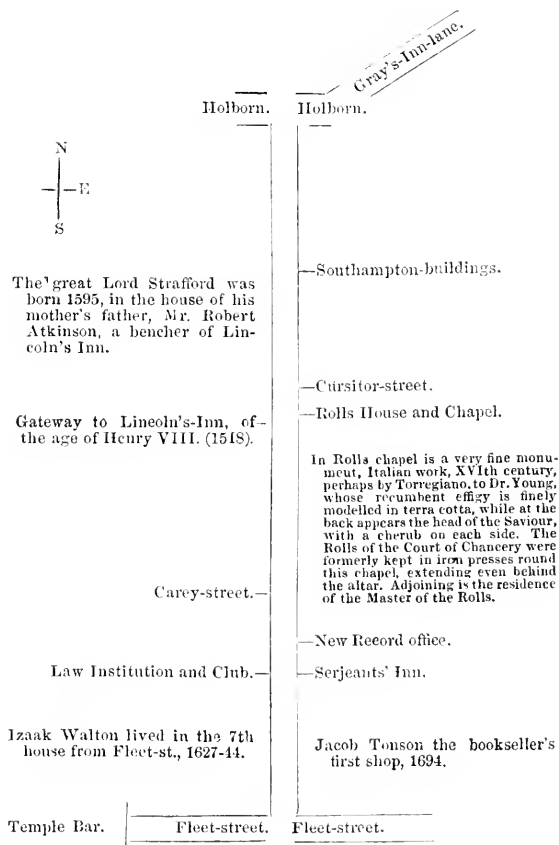 Gray's-Inn-lane.
Holborn. Holborn.
N
E
S
Southampton-buildings.
The great Lord Strafford was
born 1595, in the house of his
mother's father, Mr. Robert
Atkinson, a bencher of Lin-
coln's Inn.
Cursitor-street.
Rolls House and Chapel.
Gateway to Lincoln's-Inn, of
the age of Henry VIII. (1518).
In Rolls chapel is a very fine monu-
ment, Italian work, XVIth century,
perhaps by Torregiano, to Dr. Young,
whose recumbent effigy is finely
modelled in terra cotta, while at the
back appears the head of the Saviour,
with a cherub on each side. The
Rolls of the Court of Chancery were
formerly kept in iron presses round
this chapel, extending even behind
the altar. Adjoining is the residence
of the Master of the Rolls.
Carey-street.
New Record office.
Law Institution and Club.
Serjeants' Inn.
Izaak Walton lived in the 7th
house from Fleet-st., 1627-44.
Jacob Tonson the bookseller's
first shop, 1694.
Temple Bar. Fleet-street. Fleet-street.